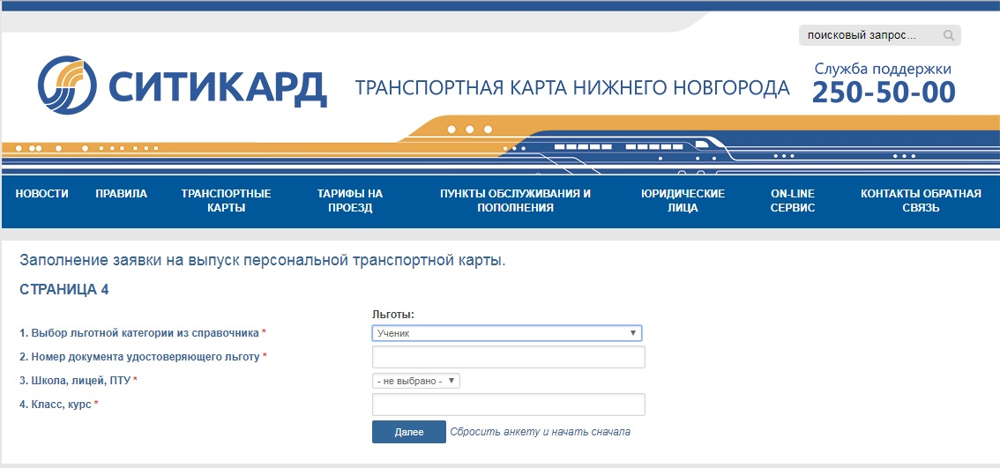 поисковый запрос...
СИТИКАРД
ТРАНСПОРТНАЯ КАРТА НИЖНЕГО НОВГОРОДА
Служба поддержки
250-50-00
НОВОСТИ
ПРАВИЛА
ТРАНСПОРТНЫЕ
КАРТЫ
ТАРИФЫ НА
ПРОЕЗД
ПУНКТЫ ОБСЛУЖИВАНИЯ И
ПОПОЛНЕНИЯ
ЮРИДИЧЕСКИЕ
ЛИЦА
ON-LINE
СЕРВИС
КОНТАКТЫ ОБРАТНАЯ
СВЯЗЬ
Заполнение заявки на выпуск персональной транспортной карты.
СТРАНИЦА 4
Льготы:
1. Выбор льготной категории из справочника *
Ученик
2. Номер документа удостоверяющего льготу *
3. Школа, лицей, ПТУ *
- не выбрано -
4. Класс, курс *
Далее
Сбросить анкету и начать сначала